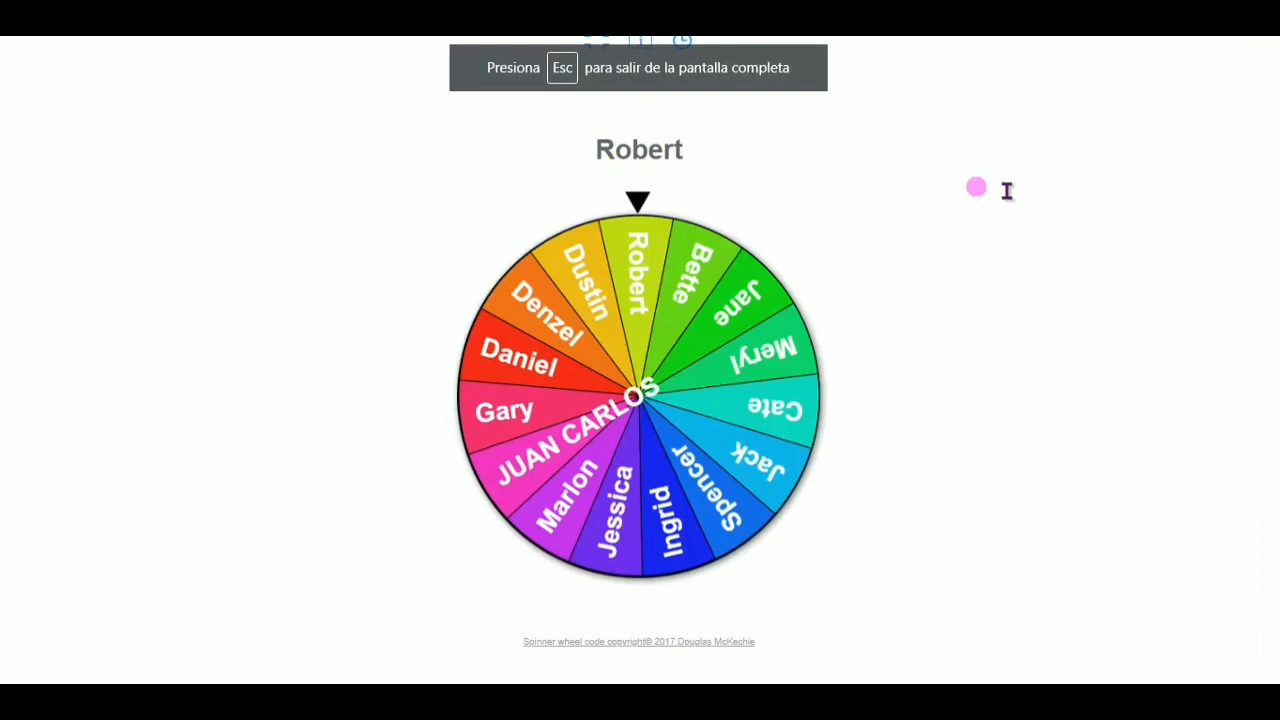 Presiona Esc para salir de la pantalla completa
Robert
Robert
Bette
Jane
Meryl
Cate
Jack
Spencer
Ingrid
Jessica
Marlon
JUAN CARLOS
Gary
Daniel
Denzel
Dustin
Spinner wheel code copyright© 2017 Douglas McKechie